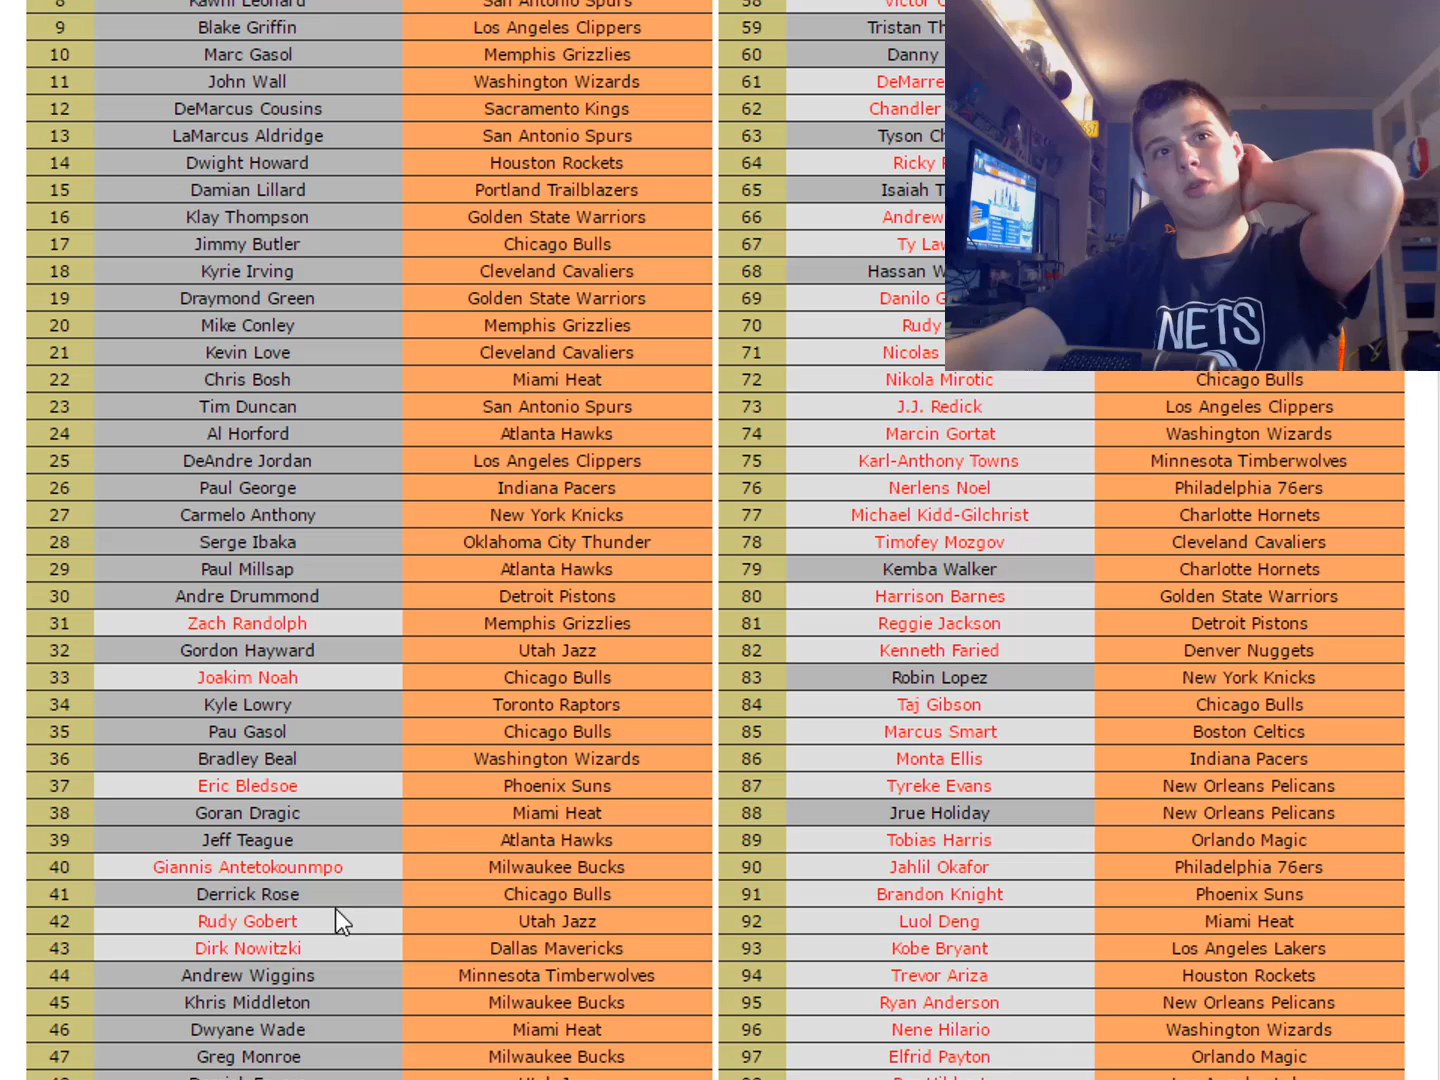 8 Kawhi Leonard San Antonio Spurs 58 Victor
9 Blake Griffin Los Angeles Clippers 59 Tristan
10 Marc Gasol Memphis Grizzlies 60 Danny
11 John Wall Washington Wizards 61 DeMarre
12 DeMarcus Cousins Sacramento Kings 62 Chandler
13 LaMarcus Aldridge San Antonio Spurs 63 Tyson
14 Dwight Howard Houston Rockets 64 Ricky
15 Damian Lillard Portland Trailblazers 65 Isaiah
16 Klay Thompson Golden State Warriors 66 Andrew
17 Jimmy Butler Chicago Bulls 67 Ty
18 Kyrie Irving Cleveland Cavaliers 68 Hassan
19 Draymond Green Golden State Warriors 69 Danilo
20 Mike Conley Memphis Grizzlies 70 Rudy
21 Kevin Love Cleveland Cavaliers 71 Nicolas
22 Chris Bosh Miami Heat 72 Nikola Mirotic Chicago Bulls
23 Tim Duncan San Antonio Spurs 73 J.J. Redick Los Angeles Clippers
24 Al Horford Atlanta Hawks 74 Marcin Gortat Washington Wizards
25 DeAndre Jordan Los Angeles Clippers 75 Karl-Anthony Towns Minnesota Timberwolves
26 Paul George Indiana Pacers 76 Nerlens Noel Philadelphia 76ers
27 Carmelo Anthony New York Knicks 77 Michael Kidd-Gilchrist Charlotte Hornets
28 Serge Ibaka Oklahoma City Thunder 78 Timofey Mozgov Cleveland Cavaliers
29 Paul Millsap Atlanta Hawks 79 Kemba Walker Charlotte Hornets
30 Andre Drummond Detroit Pistons 80 Harrison Barnes Golden State Warriors
31 Zach Randolph Memphis Grizzlies 81 Reggie Jackson Detroit Pistons
32 Gordon Hayward Utah Jazz 82 Kenneth Faried Denver Nuggets
33 Joakim Noah Chicago Bulls 83 Robin Lopez New York Knicks
34 Kyle Lowry Toronto Raptors 84 Taj Gibson Chicago Bulls
35 Pau Gasol Chicago Bulls 85 Marcus Smart Boston Celtics
36 Bradley Beal Washington Wizards 86 Monta Ellis Indiana Pacers
37 Eric Bledsoe Phoenix Suns 87 Tyreke Evans New Orleans Pelicans
38 Goran Dragic Miami Heat 88 Jrue Holiday New Orleans Pelicans
39 Jeff Teague Atlanta Hawks 89 Tobias Harris Orlando Magic
40 Giannis Antetokounmpo Milwaukee Bucks 90 Jahlil Okafor Philadelphia 76ers
41 Derrick Rose Chicago Bulls 91 Brandon Knight Phoenix Suns
42 Rudy Gobert Utah Jazz 92 Luol Deng Miami Heat
43 Dirk Nowitzki Dallas Mavericks 93 Kobe Bryant Los Angeles Lakers
44 Andrew Wiggins Minnesota Timberwolves 94 Trevor Ariza Houston Rockets
45 Khris Middleton Milwaukee Bucks 95 Ryan Anderson New Orleans Pelicans
46 Dwyane Wade Miami Heat 96 Nene Hilario Washington Wizards
47 Greg Monroe Milwaukee Bucks 97 Elfrid Payton Orlando Magic
NETS